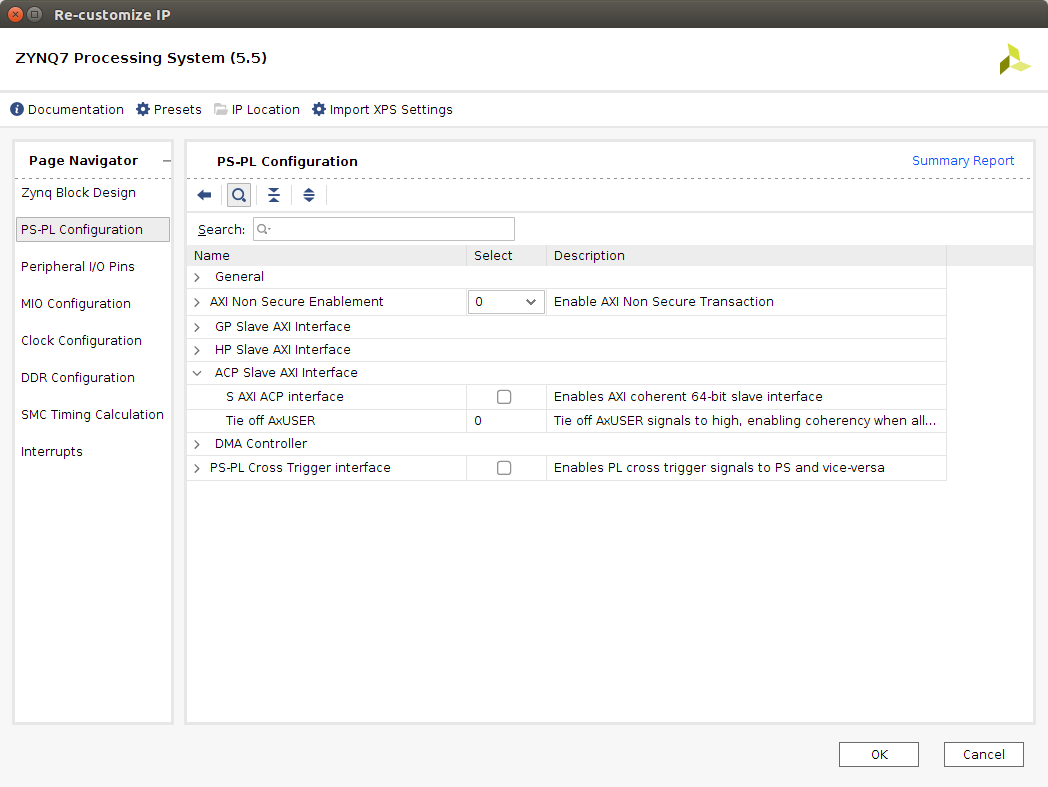 Re-customize IP
ZYNQ7 Processing System (5.5)
Documentation Presets IP Location Import XPS Settings
Page Navigator
Zynq Block Design
PS-PL Configuration
Peripheral I/O Pins
MIO Configuration
Clock Configuration
DDR Configuration
SMC Timing Calculation
Interrupts
PS-PL Configuration Summary Report
Search:
Name Select Description
General
AXI Non Secure Enablement 0 Enable AXI Non Secure Transaction
GP Slave AXI Interface
HP Slave AXI Interface
ACP Slave AXI Interface
S AXI ACP interface Enables AXI coherent 64-bit slave interface
Tie off AxUSER 0 Tie off AxUSER signals to high, enabling coherency when all...
DMA Controller
PS-PL Cross Trigger interface Enables PL cross trigger signals to PS and vice-versa
OK Cancel